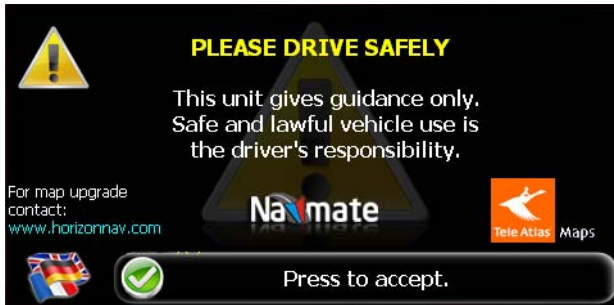 PLEASE DRIVE SAFELY
This unit gives guidance only.
Safe and lawful vehicle use is
the driver's responsibility.
For map upgrade
contact:
www.horizonnav.com
Navmate
Tele Atlas Maps
Press to accept.